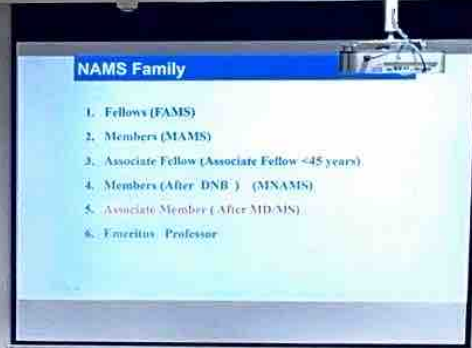 NAMS Family
1. Fellows (FAMS)
2. Members (MAMS)
3. Associate Fellow (Associate Fellow <45 years)
4. Members (After DNB ) (MNAMS)
5. Associate Member ( After MD/MS)
6. Emeritus Professor